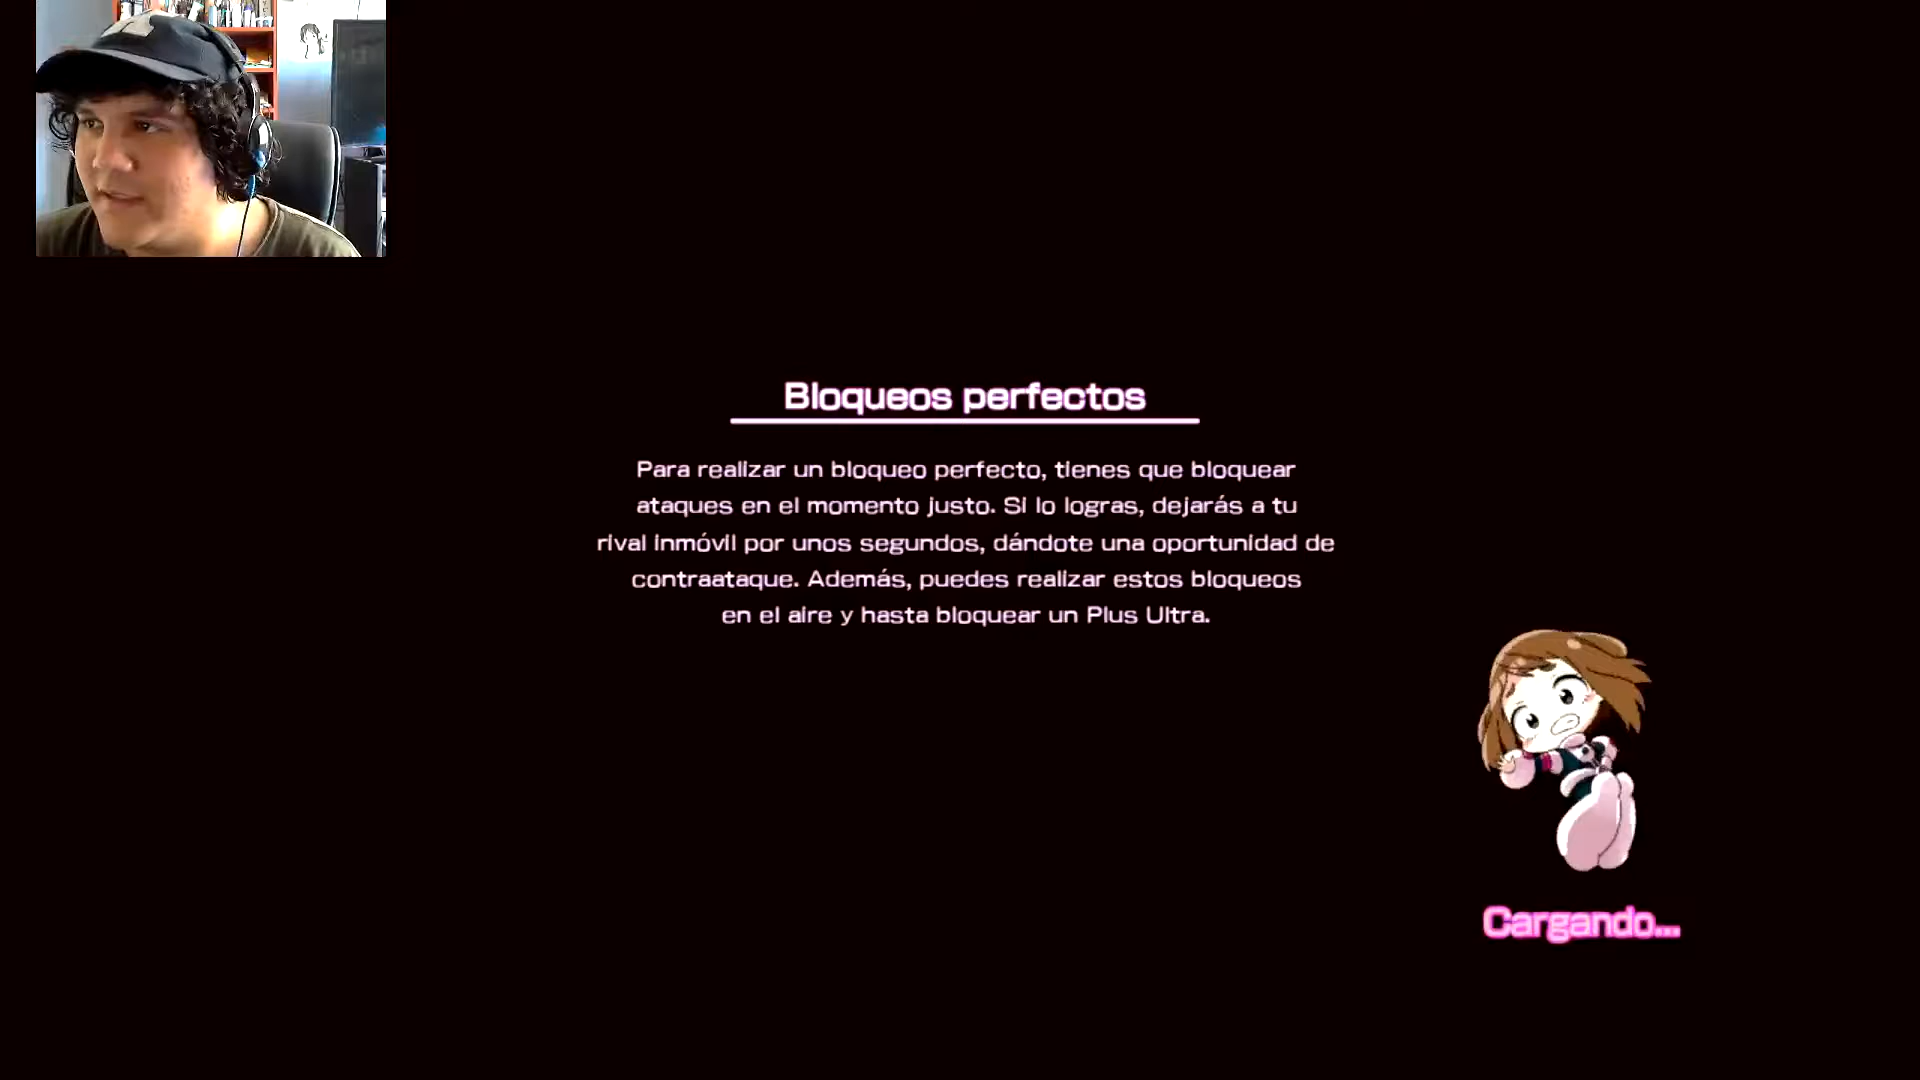 Bloqueos perfectos
Para realizar un bloqueo perfecto, tienes que bloquear
ataques en el momento justo. Si lo logras, dejarás a tu
rival inmóvil por unos segundos, dándote una oportunidad de
contraataque. Además, puedes realizar estos bloqueos
en el aire y hasta bloquear un Plus Ultra.
Cargando...